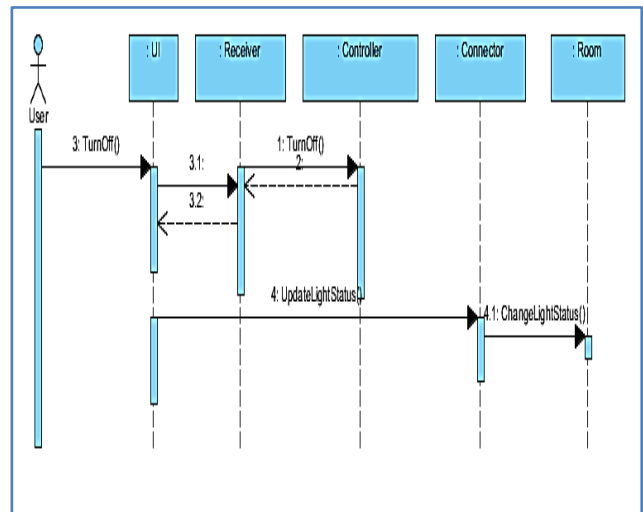 : UI
: Receiver
: Controller
: Connector
: Room
User
3: TurnOff()
3.1:
1: TurnOff()
2:
3.2:
4: UpdateLightStatus()
4.1: ChangeLightStatus()